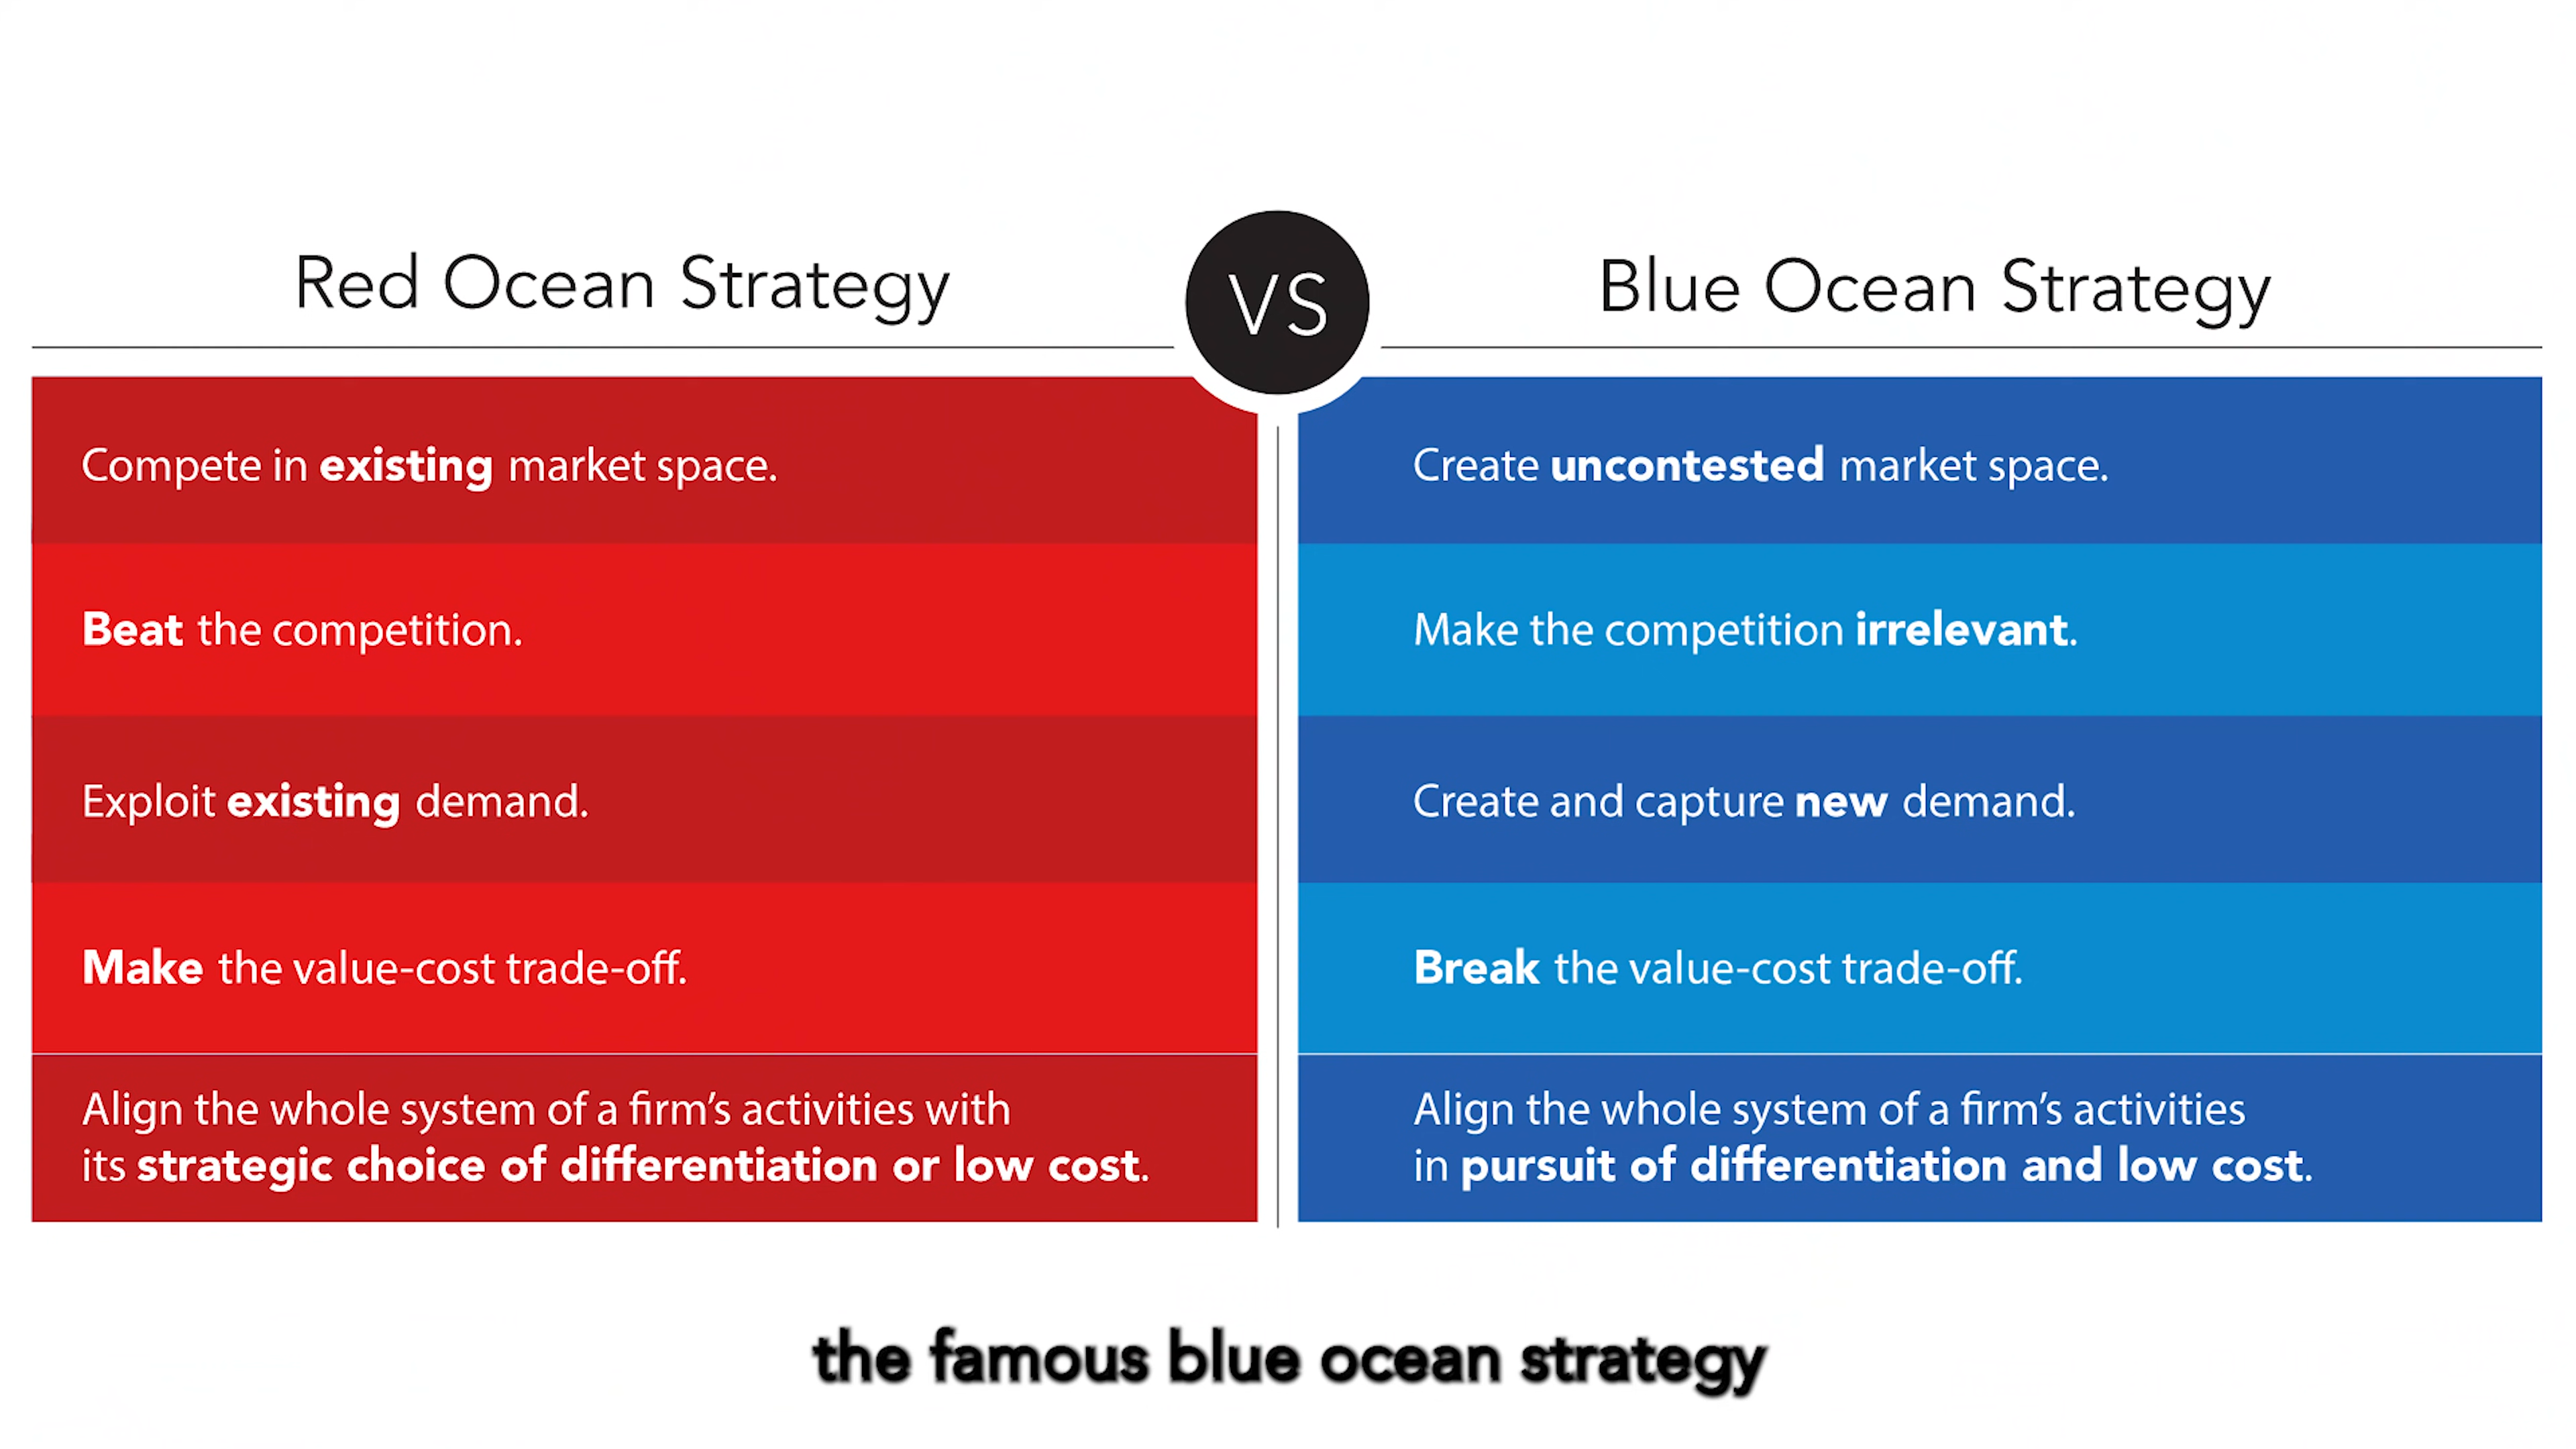 Red Ocean Strategy
VS
Blue Ocean Strategy
Compete in existing market space.
Create uncontested market space.
Beat the competition.
Make the competition irrelevant.
Exploit existing demand.
Create and capture new demand.
Make the value-cost trade-off.
Break the value-cost trade-off.
Align the whole system of a firm’s activities with
its strategic choice of differentiation or low cost.
Align the whole system of a firm’s activities
in pursuit of differentiation and low cost.
the famous blue ocean strategy